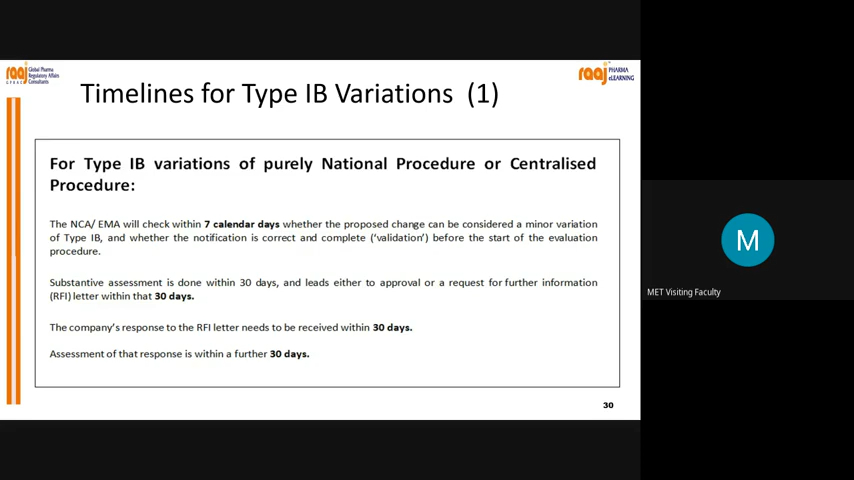 raaj
Global Pharma
Regulatory Affairs
Consultants
raaj PHARMA
eLEARNING
Timelines for Type IB Variations (1)
For Type IB variations of purely National Procedure or Centralised
Procedure:
The NCA/ EMA will check within 7 calendar days whether the proposed change can be considered a minor variation
of Type IB, and whether the notification is correct and complete (‘validation’) before the start of the evaluation
procedure.
Substantive assessment is done within 30 days, and leads either to approval or a request for further information
(RFI) letter within that 30 days.
The company’s response to the RFI letter needs to be received within 30 days.
Assessment of that response is within a further 30 days.
30
M
MET Visiting Faculty